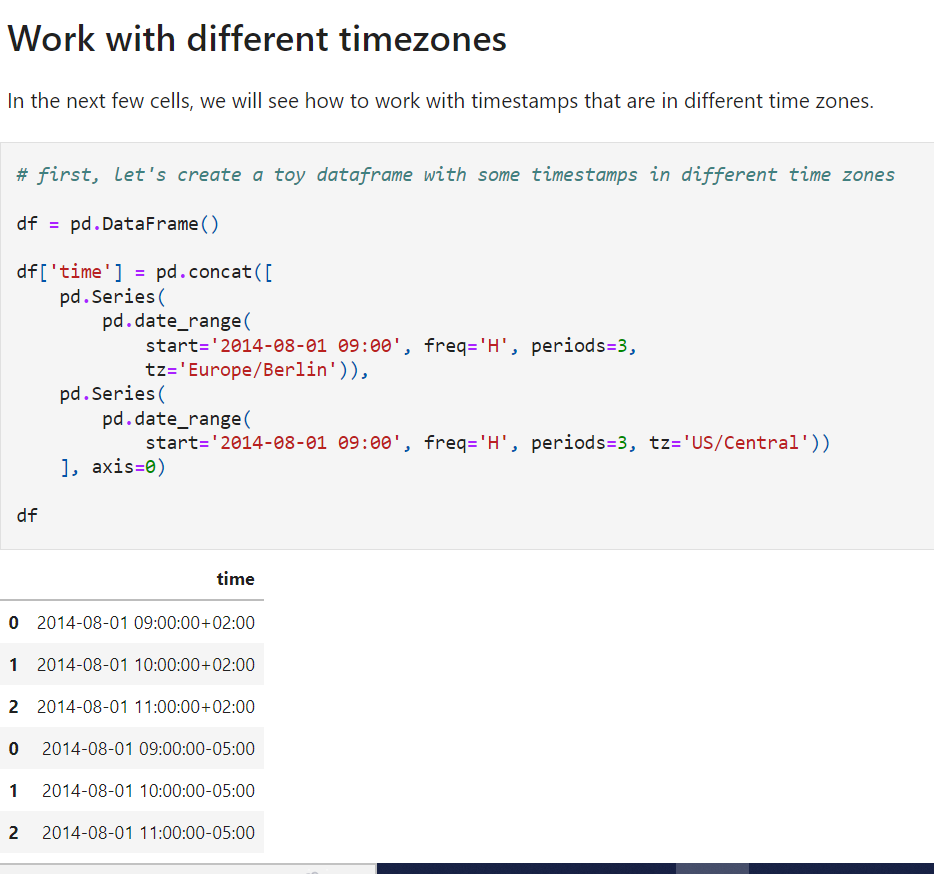 Work with different timezones
In the next few cells, we will see how to work with timestamps that are in different time zones.
# first, let's create a toy dataframe with some timestamps in different time zones
df = pd.DataFrame()
df['time'] = pd.concat([
    pd.Series(
        pd.date_range(
            start='2014-08-01 09:00', freq='H', periods=3,
            tz='Europe/Berlin')),
    pd.Series(
        pd.date_range(
            start='2014-08-01 09:00', freq='H', periods=3, tz='US/Central'))
    ], axis=0)
df
time
0 2014-08-01 09:00:00+02:00
1 2014-08-01 10:00:00+02:00
2 2014-08-01 11:00:00+02:00
0 2014-08-01 09:00:00-05:00
1 2014-08-01 10:00:00-05:00
2 2014-08-01 11:00:00-05:00